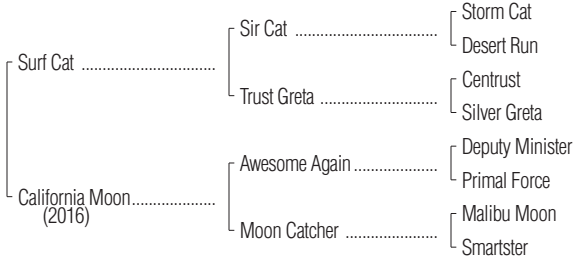 Storm Cat
Sir Cat ..............................
Desert Run
Surf Cat ..............................
Centrust
Trust Greta ..............................
Silver Greta
Deputy Minister
Awesome Again ..............................
Primal Force
California Moon..............................
(2016)
Malibu Moon
Moon Catcher ..............................
Smartster